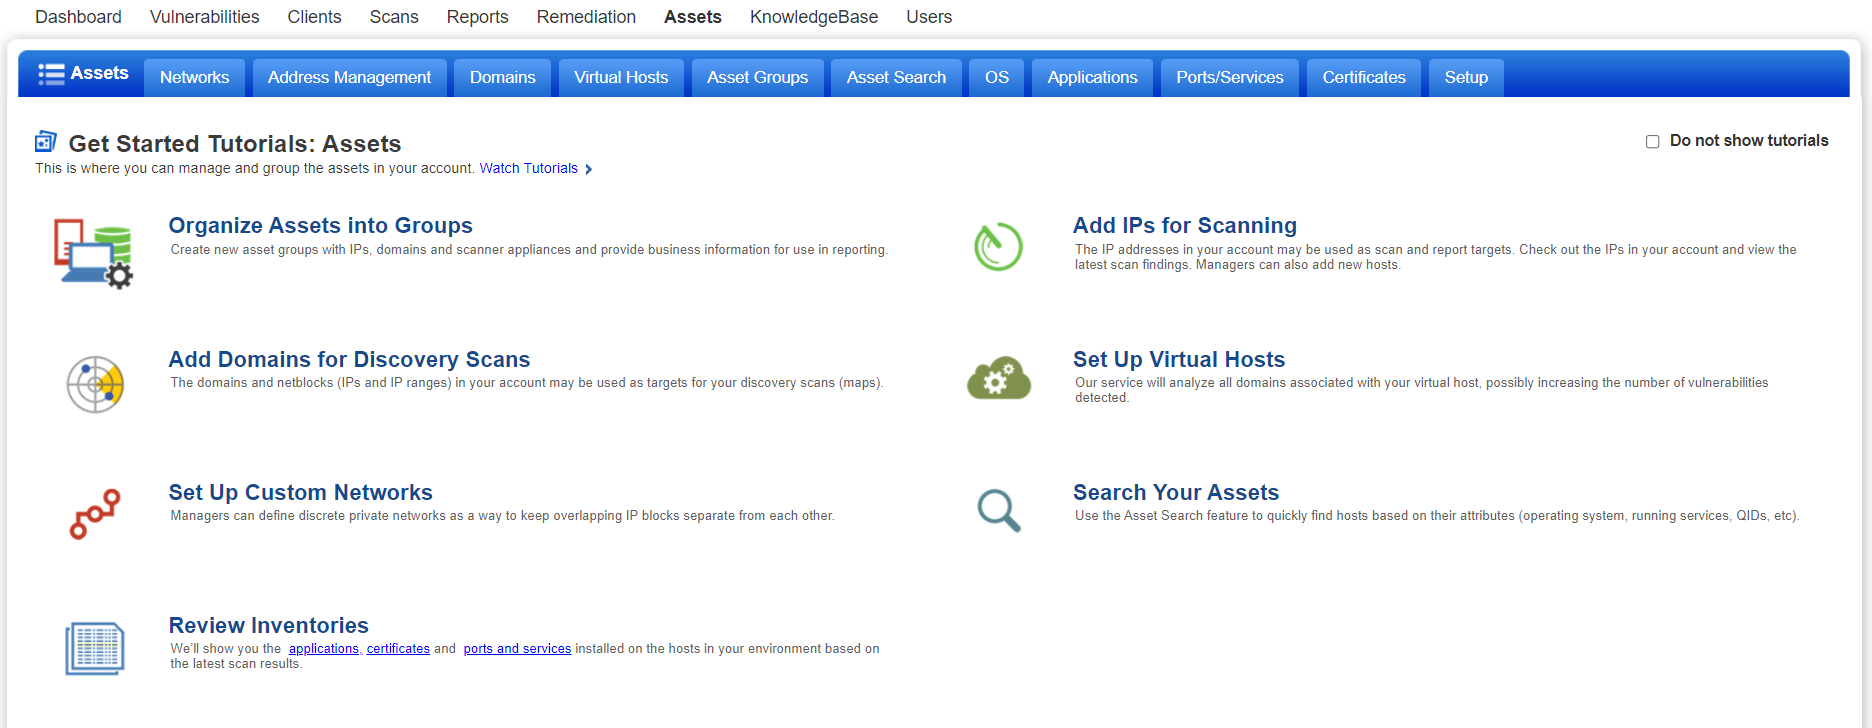 Dashboard Vulnerabilities Clients Scans Reports Remediation Assets KnowledgeBase Users
Assets Networks Address Management Domains Virtual Hosts Asset Groups Asset Search OS Applications Ports/Services Certificates Setup
Get Started Tutorials: Assets
Do not show tutorials
This is where you can manage and group the assets in your account. Watch Tutorials
Organize Assets into Groups
Create new asset groups with IPs, domains and scanner appliances and provide business information for use in reporting.
Add IPs for Scanning
The IP addresses in your account may be used as scan and report targets. Check out the IPs in your account and view the
latest scan findings. Managers can also add new hosts.
Add Domains for Discovery Scans
The domains and netblocks (IPs and IP ranges) in your account may be used as targets for your discovery scans (maps).
Set Up Virtual Hosts
Our service will analyze all domains associated with your virtual host, possibly increasing the number of vulnerabilities
detected.
Set Up Custom Networks
Managers can define discrete private networks as a way to keep overlapping IP blocks separate from each other.
Search Your Assets
Use the Asset Search feature to quickly find hosts based on their attributes (operating system, running services, QIDs, etc).
Review Inventories
We'll show you the applications, certificates and ports and services installed on the hosts in your environment based on
the latest scan results.